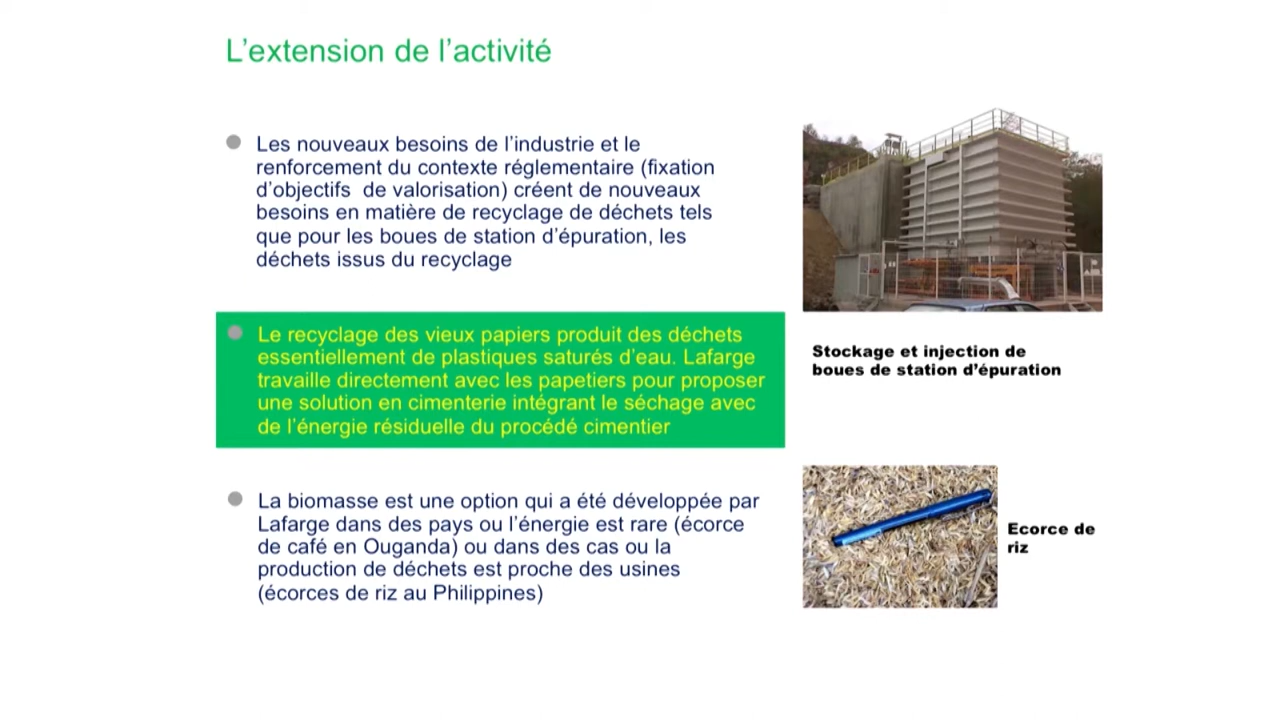 L’extension de l’activité
Les nouveaux besoins de l’industrie et le
renforcement du contexte réglementaire (fixation
d’objectifs  de valorisation) créent de nouveaux
besoins en matière de recyclage de déchets tels
que pour les boues de station d’épuration, les
déchets issus du recyclage
Stockage et injection de
boues de station d’épuration
Le recyclage des vieux papiers produit des déchets
essentiellement de plastiques saturés d’eau. Lafarge
travaille directement avec les papetiers pour proposer
une solution en cimenterie intégrant le séchage avec
de l’énergie résiduelle du procédé cimentier
La biomasse est une option qui a été développée par
Lafarge dans des pays ou l’énergie est rare (écorce
de café en Ouganda) ou dans des cas ou la
production de déchets est proche des usines
(écorces de riz au Philippines)
Ecorce de
riz